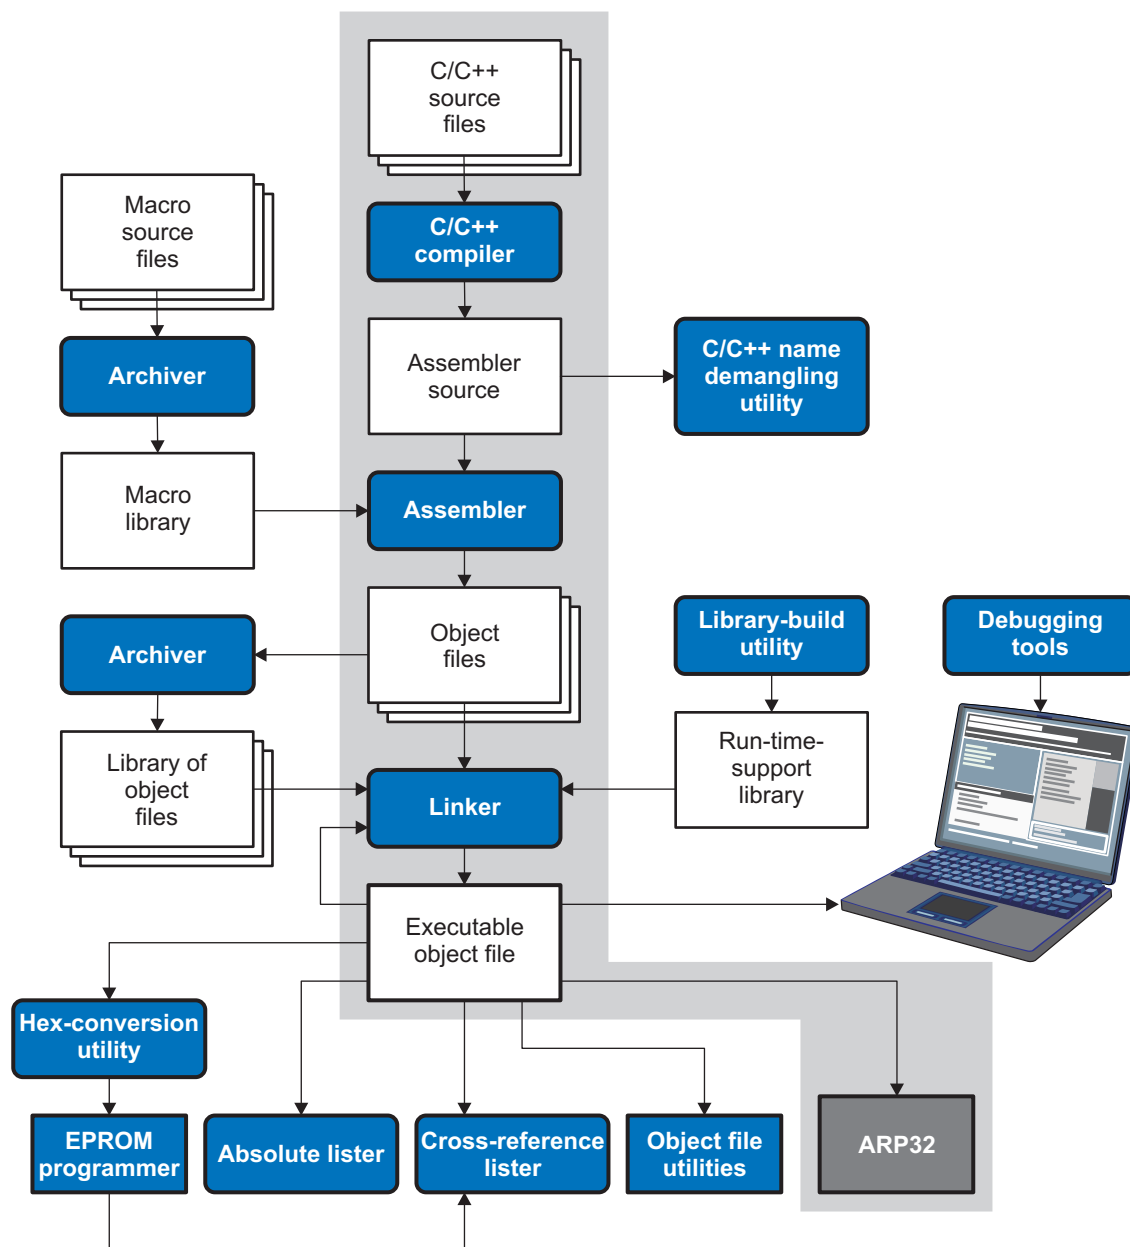 C/C++
source
files
Macro
source
files
C/C++
compiler
Archiver
Assembler
source
C/C++ name
demangling
utility
Macro
library
Assembler
Archiver
Object
files
Library-build
utility
Debugging
tools
Library of
object
files
Linker
Run-time-
support
library
Executable
object file
Hex-conversion
utility
EPROM
programmer
Absolute lister
Cross-reference
lister
Object file
utilities
ARP32